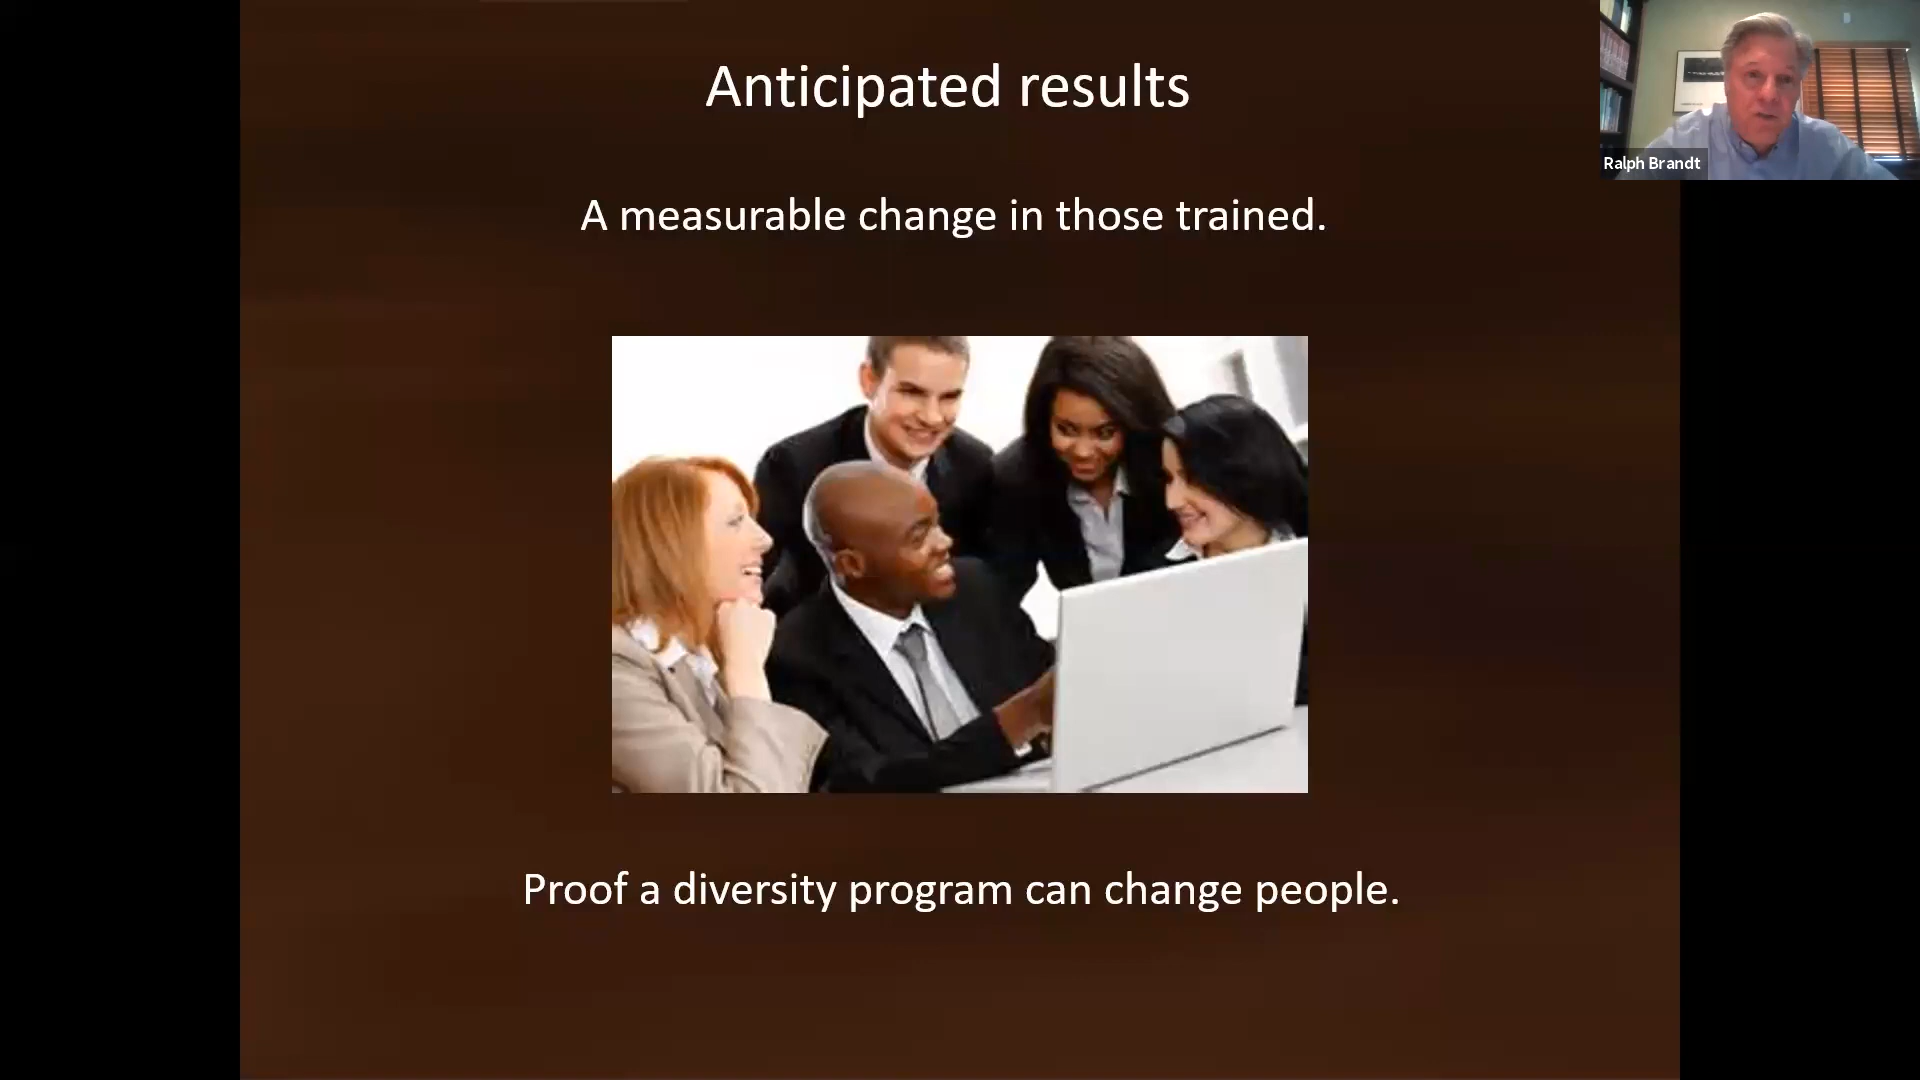 Anticipated results
Ralph Brandt
A measurable change in those trained.
Proof a diversity program can change people.